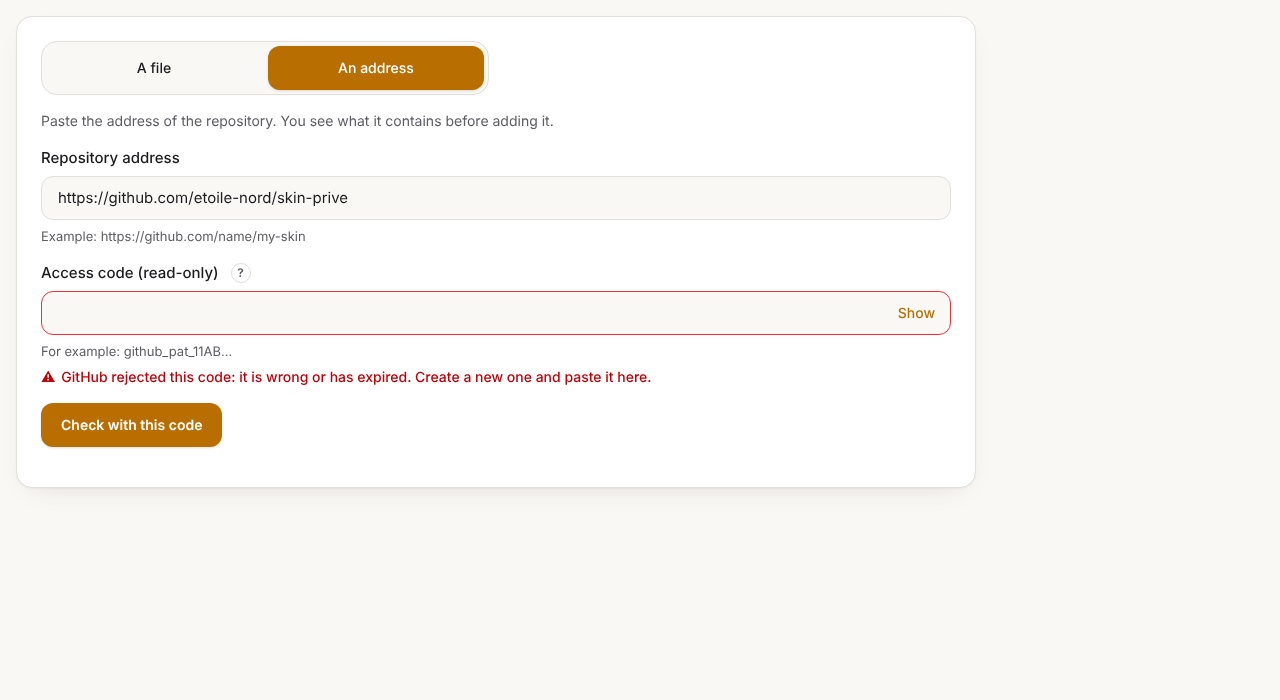 A file
An address
Paste the address of the repository. You see what it contains before adding it.
Repository address
https://github.com/etoile-nord/skin-prive
Example: https://github.com/name/my-skin
Access code (read-only) ?
Show
For example: github_pat_11AB...
GitHub rejected this code: it is wrong or has expired. Create a new one and paste it here.
Check with this code